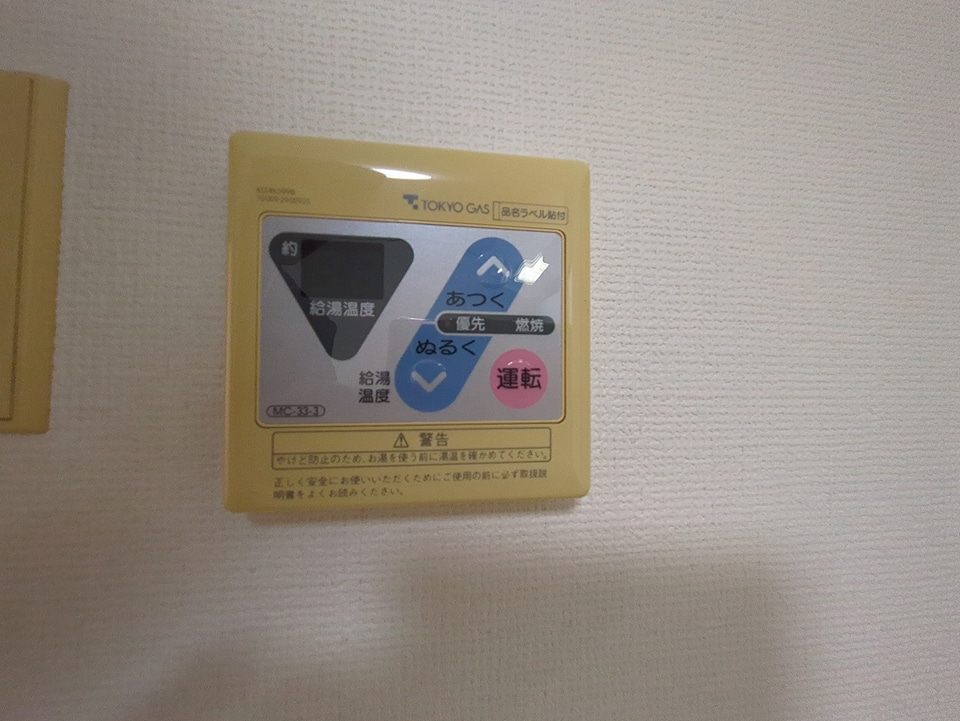 TOKYO GAS 品名ラベル貼付
約
給湯温度
あつく
優先 燃焼
ぬるく
給湯
温度
運転
MC-33-3
警告
やけど防止のため、お湯を使う前に湯温を確かめてください。
正しく安全にお使いいただくためにご使用の前に必ず取扱説
明書をよくお読みください。